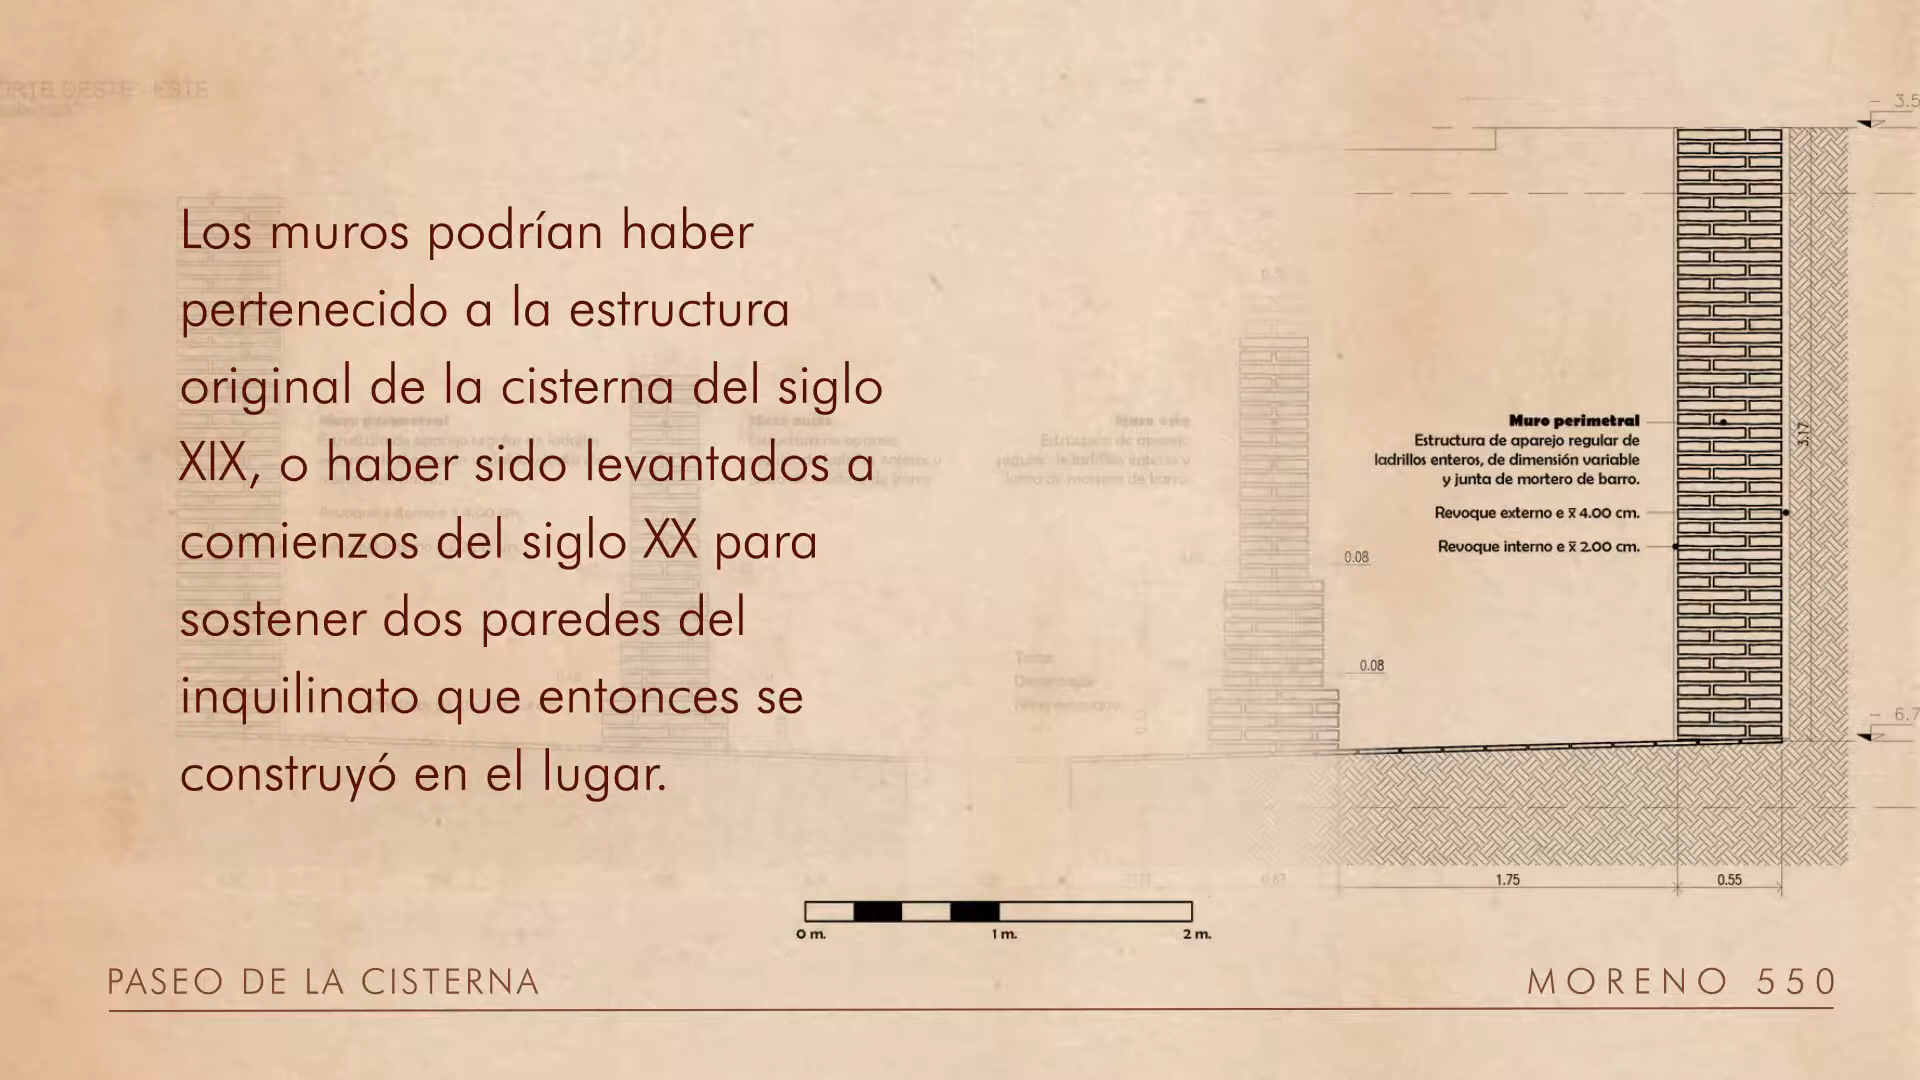 Los muros podrían haber
pertenecido a la estructura
original de la cisterna del siglo
XIX, o haber sido levantados a
comienzos del siglo XX para
sostener dos paredes del
inquilinato que entonces se
construyó en el lugar.
Muro perimetral
Estructura de aparejo regular de
ladrillos enteros, de dimensión variable
y junta de mortero de barro.
Revoque externo e x̄ 4.00 cm.
Revoque interno e x̄ 2.00 cm.
3.17
0.08
0.08
0.67
1.75
0.55
0 m.
1 m.
2 m.
PASEO DE LA CISTERNA
MORENO 550